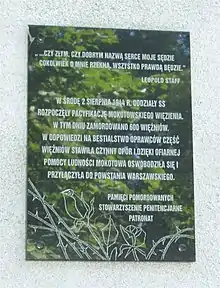 „...CZY ZŁYM, CZY DOBRYM NAZWĄ SERCE MOJE SĘDZIE
COKOLWIEK O MNIE RZEKNĄ, WSZYSTKO PRAWDĄ BĘDZIE.”
LEOPOLD STAFF
W ŚRODĘ 2 SIERPNIA 1944 R. ODDZIAŁY SS
ROZPOCZĘŁY PACYFIKACJĘ MOKOTOWSKIEGO WIĘZIENIA.
W TYM DNIU ZAMORDOWANO 600 WIĘŹNIÓW.
W ODPOWIEDZI NA BESTIALSTWO OPRAWCÓW CZĘŚĆ
WIĘŹNIÓW STAWIŁA CZYNNY OPÓR I DZIĘKI OFIARNEJ
POMOCY LUDNOŚCI MOKOTOWA OSWOBODZIŁA SIĘ I
PRZYŁĄCZYŁA DO POWSTANIA WARSZAWSKIEGO.
PAMIĘCI POMORDOWANYCH
STOWARZYSZENIE PENITENCJARNE
PATRONAT